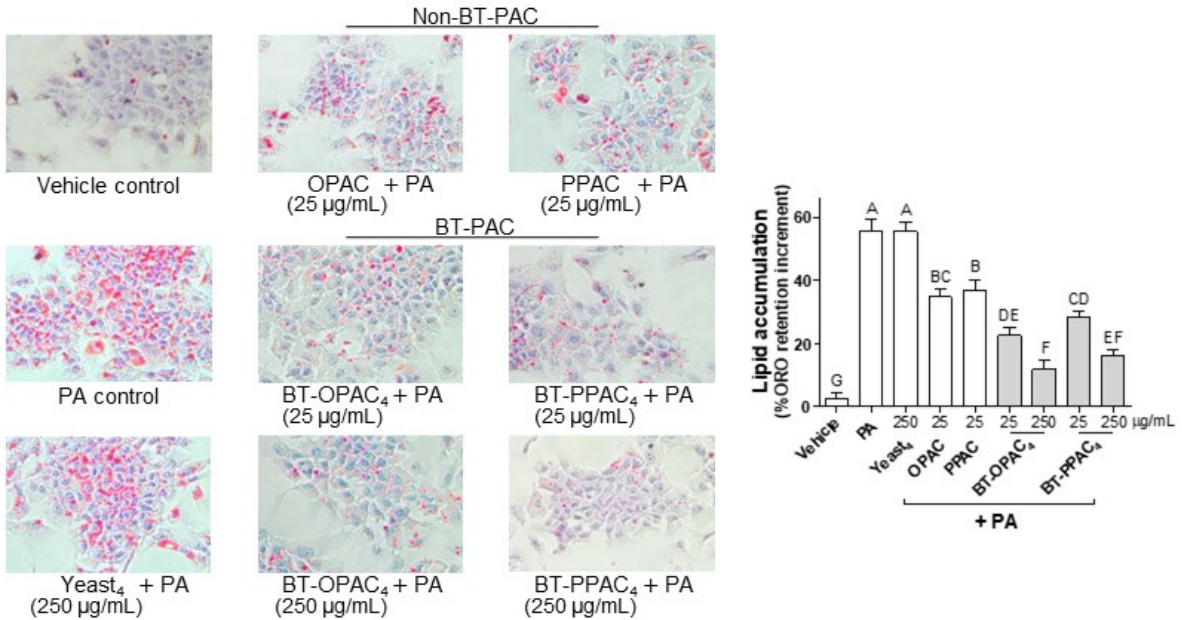 Non-BT-PAC
Vehicle control
OPAC + PA
(25 µg/mL)
PPAC + PA
(25 µg/mL)
BT-PAC
PA control
BT-OPAC₄ + PA
(25 µg/mL)
BT-PPAC₄ + PA
(25 µg/mL)
Yeast₄ + PA
(250 µg/mL)
BT-OPAC₄ + PA
(250 µg/mL)
BT-PPAC₄ + PA
(250 µg/mL)
Lipid accumulation
(%ORO retention increment)
60
40
20
0
G
A
A
BC
B
DE
F
CD
EF
250 25 25 25 250 25 250 µg/mL
Vehicle
PA
Yeast₄
OPAC
PPAC
BT-OPAC₄
BT-PPAC₄
+ PA